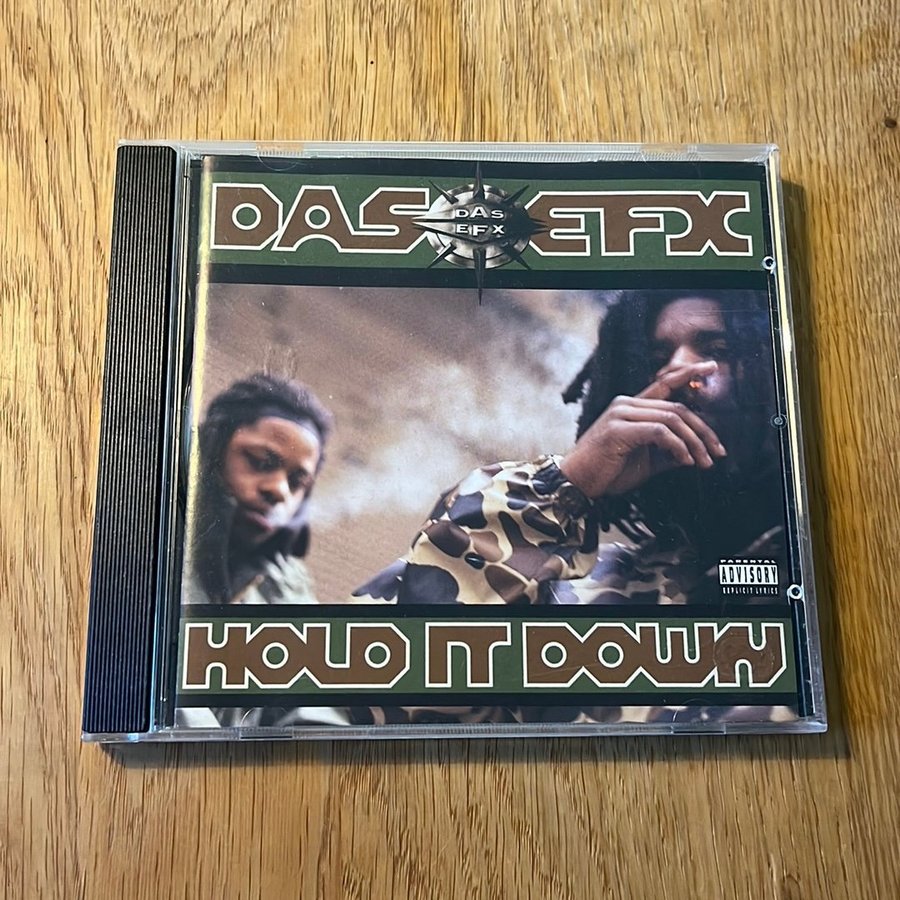 DAS EFX
DAS
EFX
PARENTAL
ADVISORY
EXPLICIT LYRICS
HOLD IT DOWN